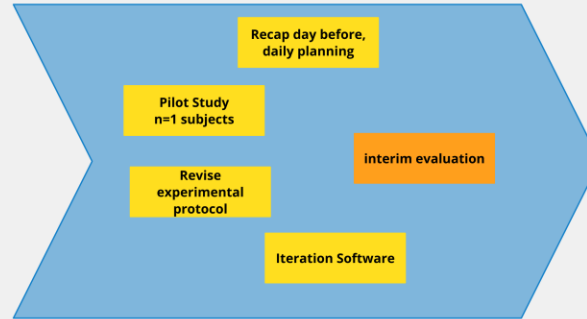 Recap day before,
daily planning
Pilot Study
n=1 subjects
interim evaluation
Revise
experimental
protocol
Iteration Software